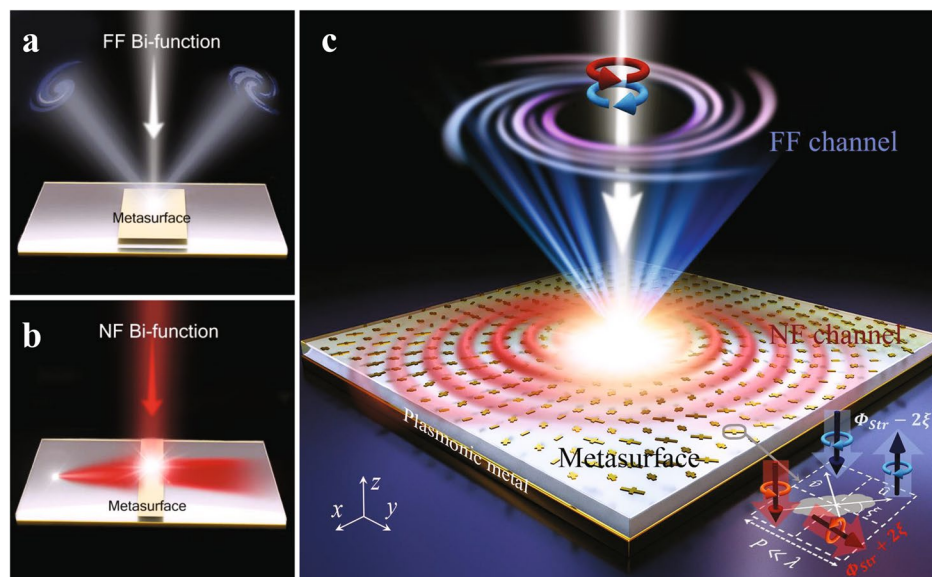 a
FF Bi-function
Metasurface
b
NF Bi-function
Metasurface
c
FF channel
NF channel
Plasmonic metal
Metasurface
z
x
y
Φ_Str − 2ξ
û
ξ
P ≪ λ
Φ_Str + 2ξ